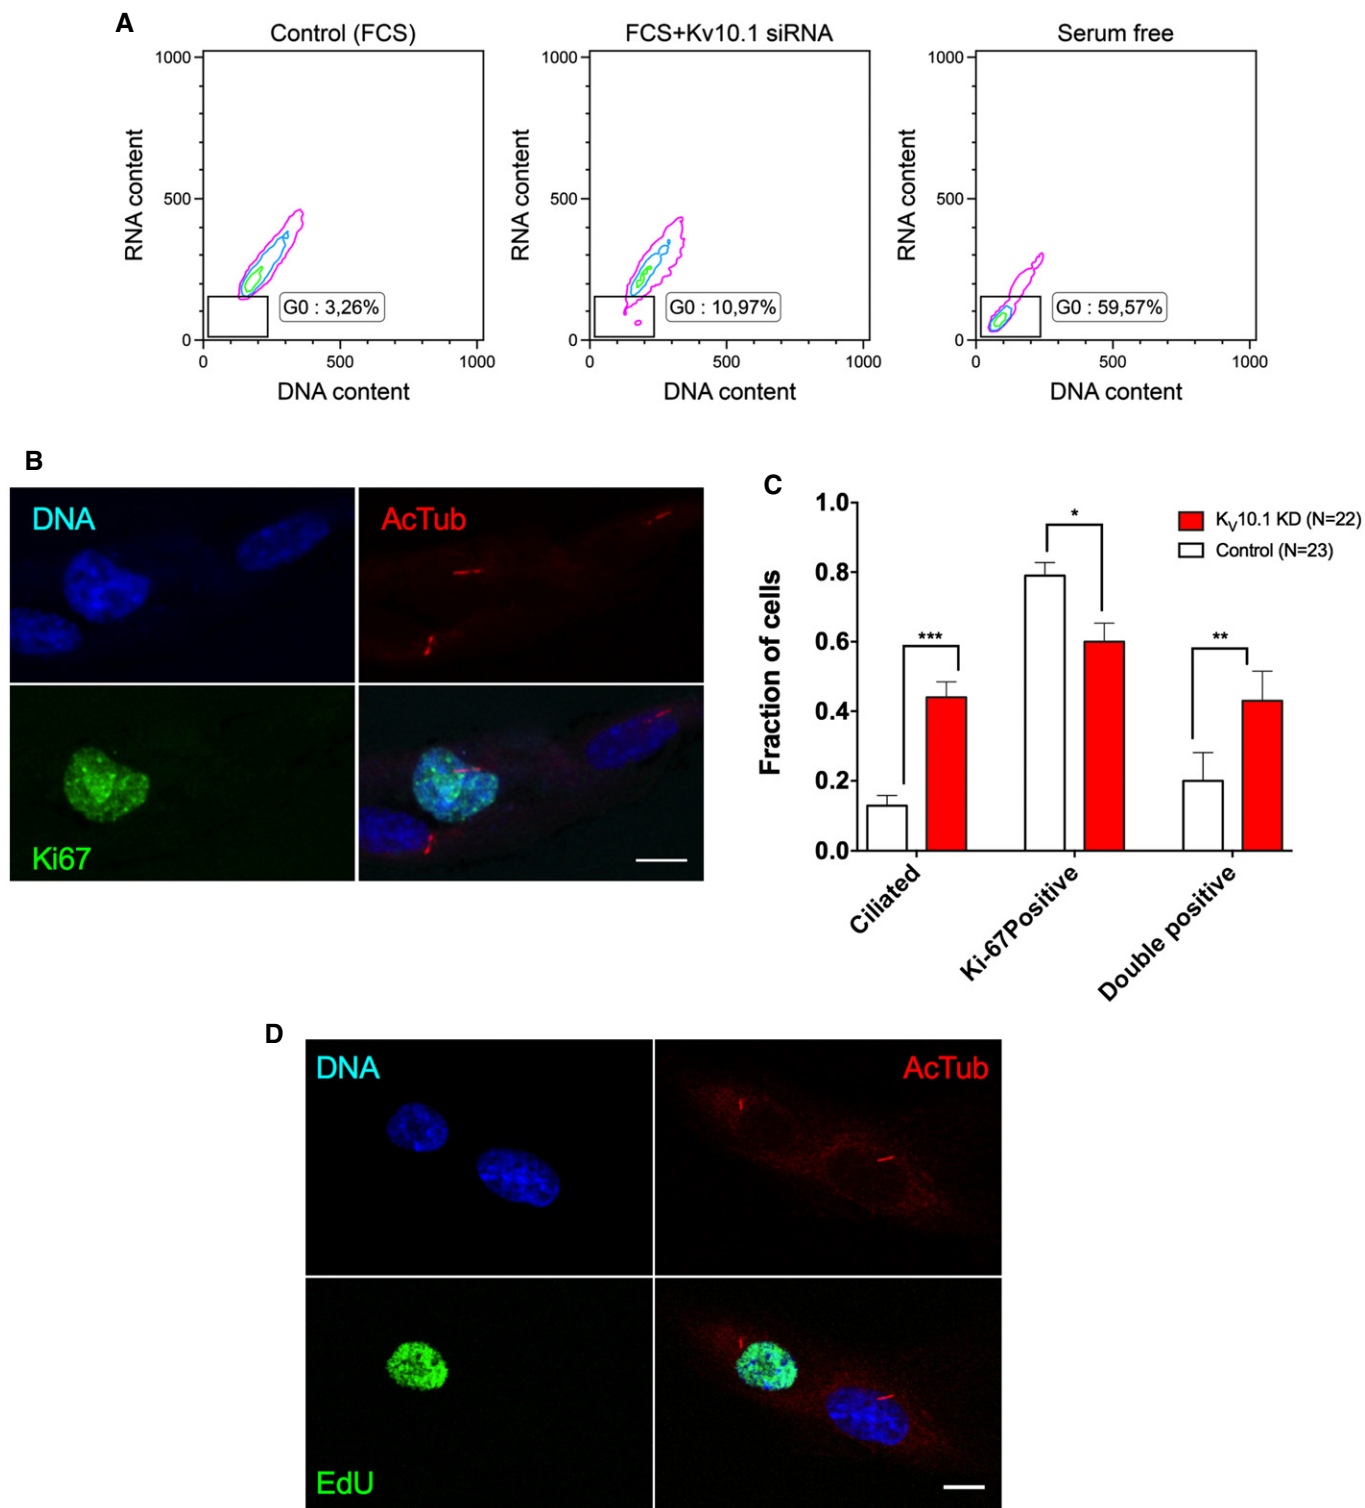 A
Control (FCS)
FCS+Kv10.1 siRNA
Serum free
1000
500
0
RNA content
G0 : 3,26%
0 500 1000
DNA content
1000
500
0
RNA content
G0 : 10,97%
0 500 1000
DNA content
1000
500
0
RNA content
G0 : 59,57%
0 500 1000
DNA content
B
DNA
AcTub
Ki67
C
1.0
0.8
0.6
0.4
0.2
0.0
Fraction of cells
***
*
**
KV10.1 KD (N=22)
Control (N=23)
Ciliated
Ki-67Positive
Double positive
D
DNA
AcTub
EdU